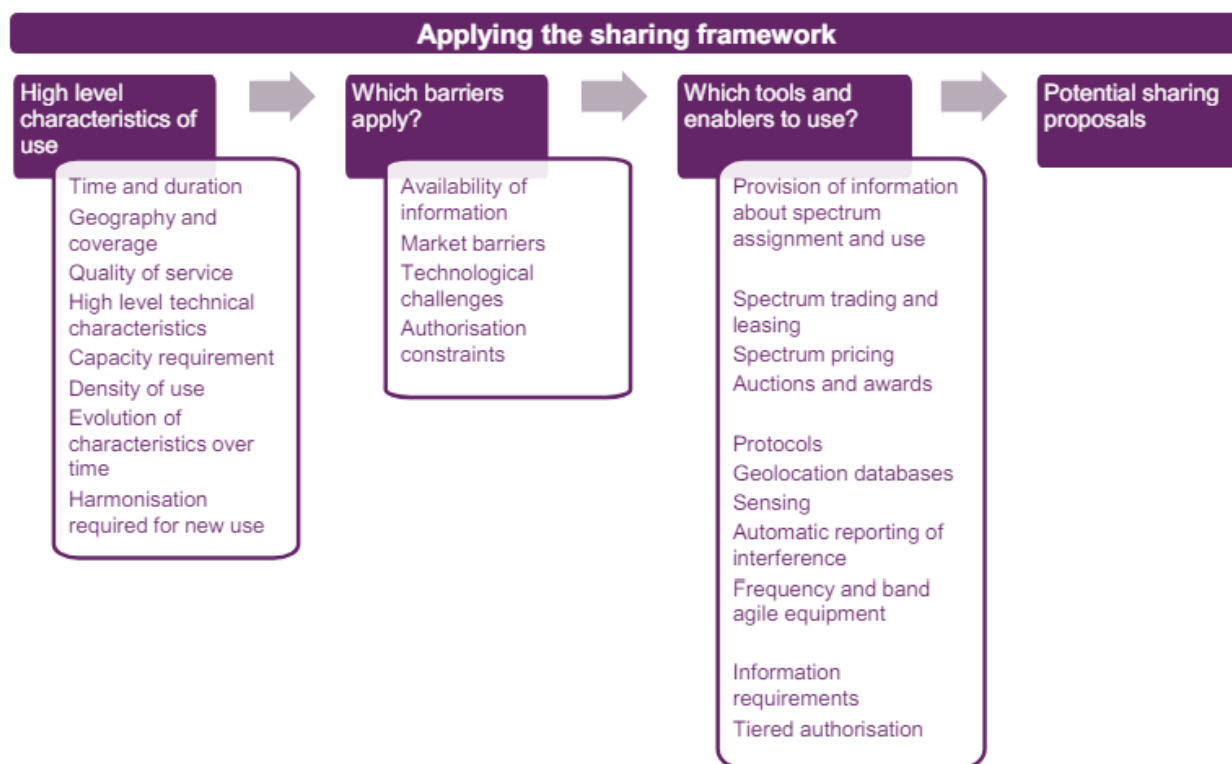 Applying the sharing framework
High level
characteristics of
use
Time and duration
Geography and
coverage
Quality of service
High level technical
characteristics
Capacity requirement
Density of use
Evolution of
characteristics over
time
Harmonisation
required for new use
Which barriers
apply?
Availability of
information
Market barriers
Technological
challenges
Authorisation
constraints
Which tools and
enablers to use?
Provision of information
about spectrum
assignment and use
Spectrum trading and
leasing
Spectrum pricing
Auctions and awards
Protocols
Geolocation databases
Sensing
Automatic reporting of
interference
Frequency and band
agile equipment
Information
requirements
Tiered authorisation
Potential sharing
proposals